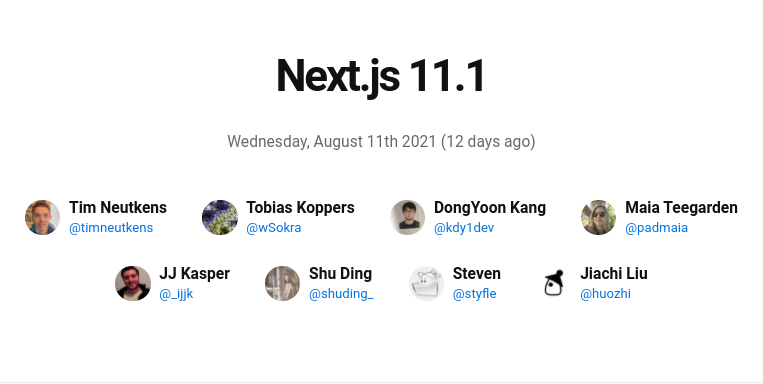 Next.js 11.1
Wednesday, August 11th 2021 (12 days ago)
Tim Neutkens
@timneutkens
Tobias Koppers
@wSokra
DongYoon Kang
@kdy1dev
Maia Teegarden
@padmaia
JJ Kasper
@_ijjk
Shu Ding
@shuding_
Steven
@styfle
Jiachi Liu
@huozhi